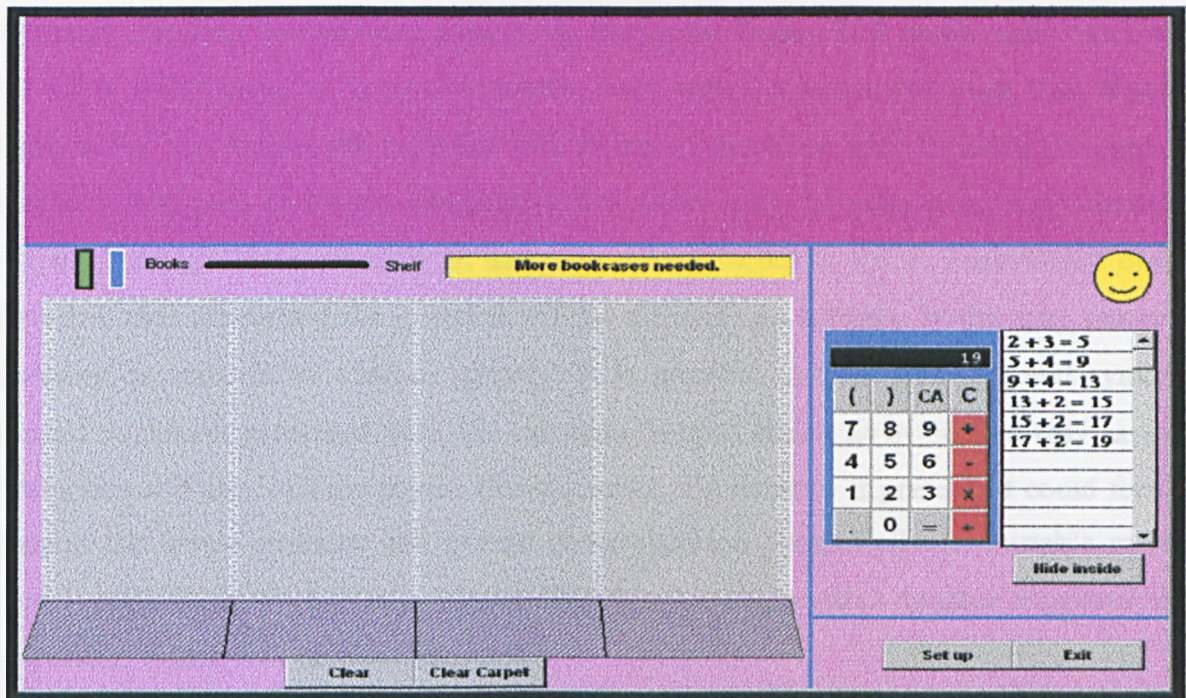 Books
Shelf
More bookcases needed.
19
( ) CA C
7 8 9 +
4 5 6 -
1 2 3 x
. 0 = ÷
2 + 3 = 5
5 + 4 = 9
9 + 4 = 13
13 + 2 = 15
15 + 2 = 17
17 + 2 = 19
Hide inside
Set up
Exit
Clear
Clear Carpet